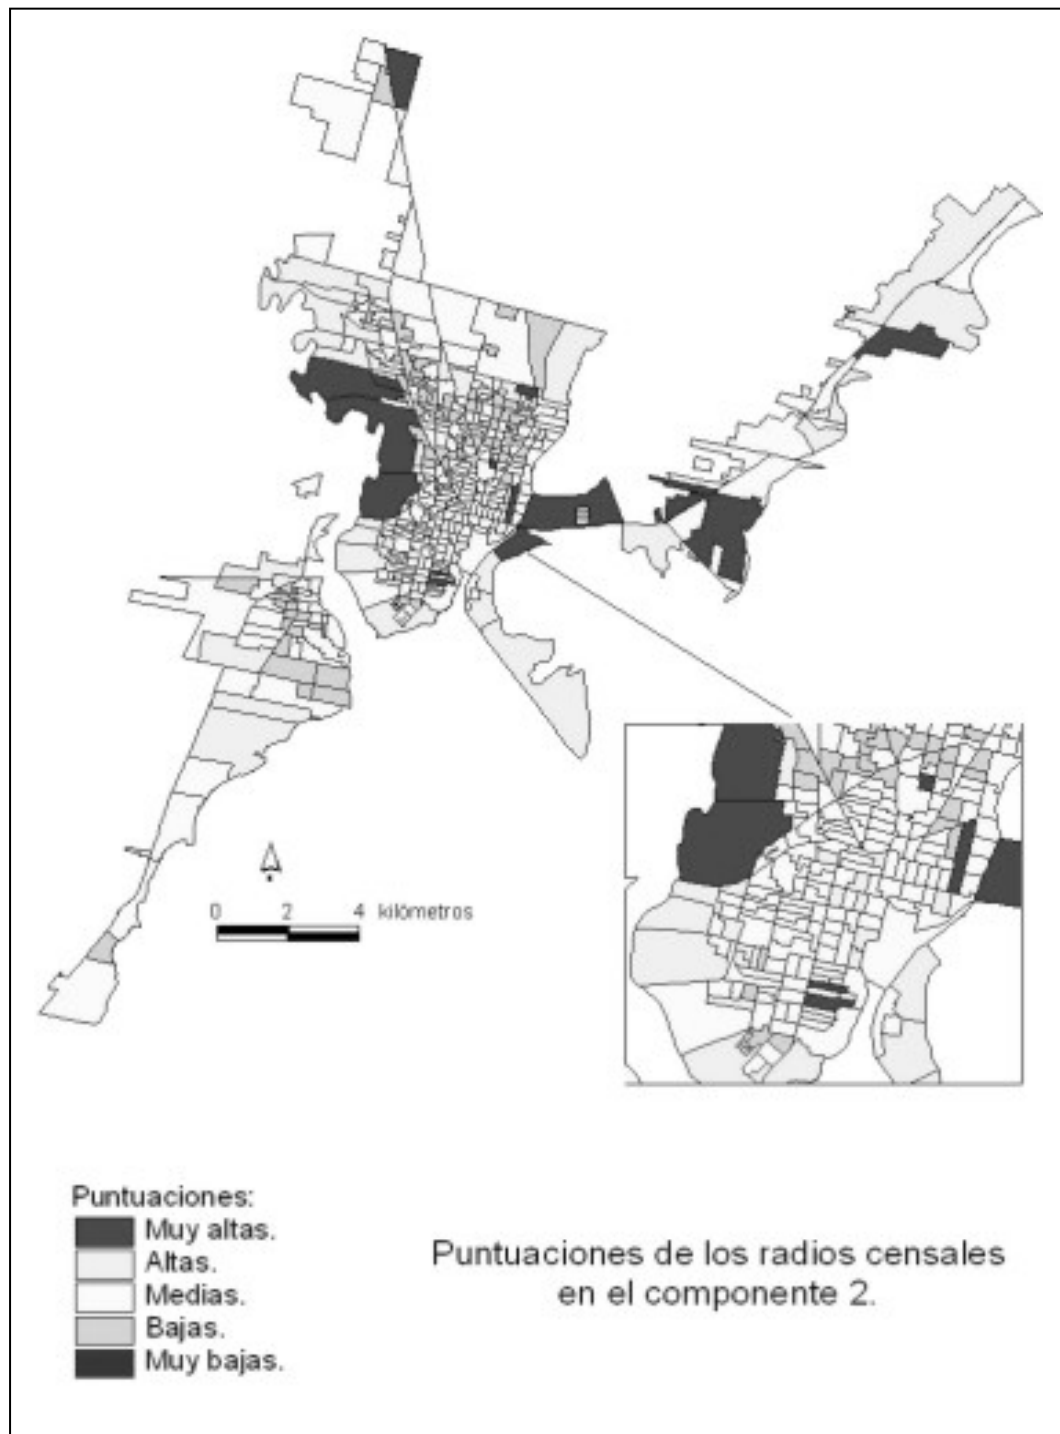 0 2 4 kilómetros
Puntuaciones:
Muy altas.
Altas.
Medias.
Bajas.
Muy bajas.
Puntuaciones de los radios censales
en el componente 2.